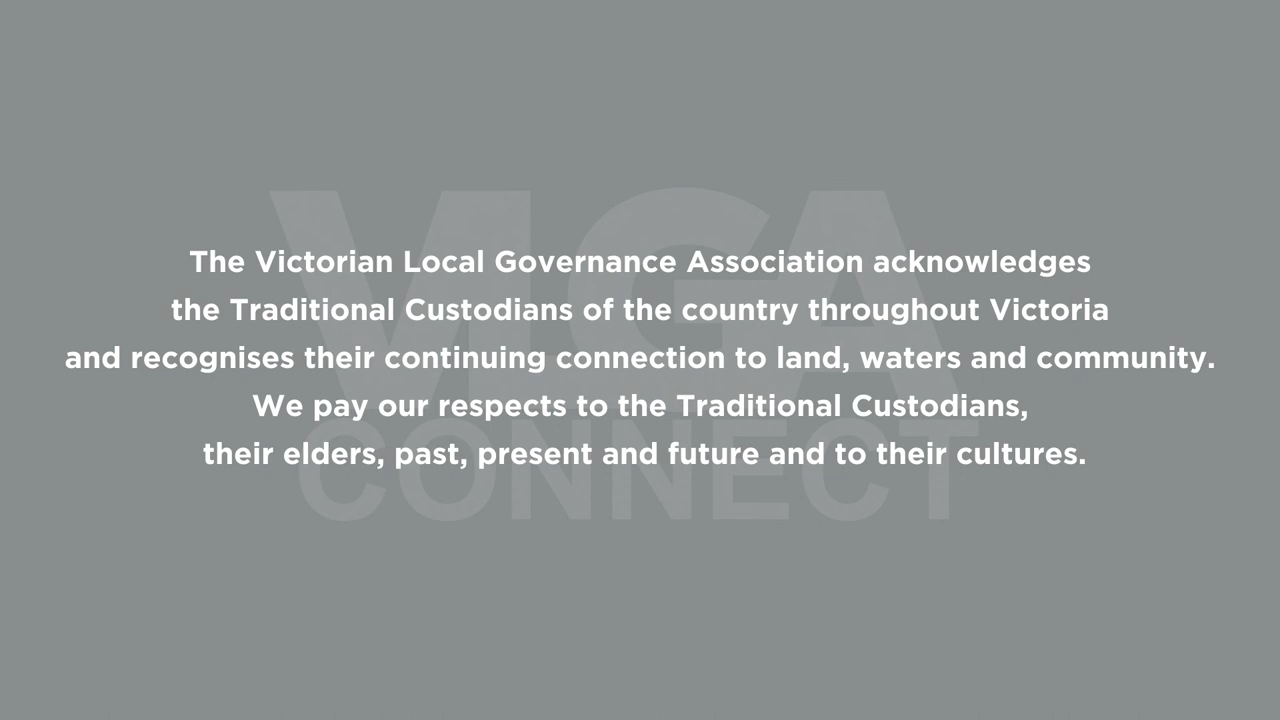 The Victorian Local Governance Association acknowledges
the Traditional Custodians of the country throughout Victoria
and recognises their continuing connection to land, waters and community.
We pay our respects to the Traditional Custodians,
their elders, past, present and future and to their cultures.
VLGA
CONNECT